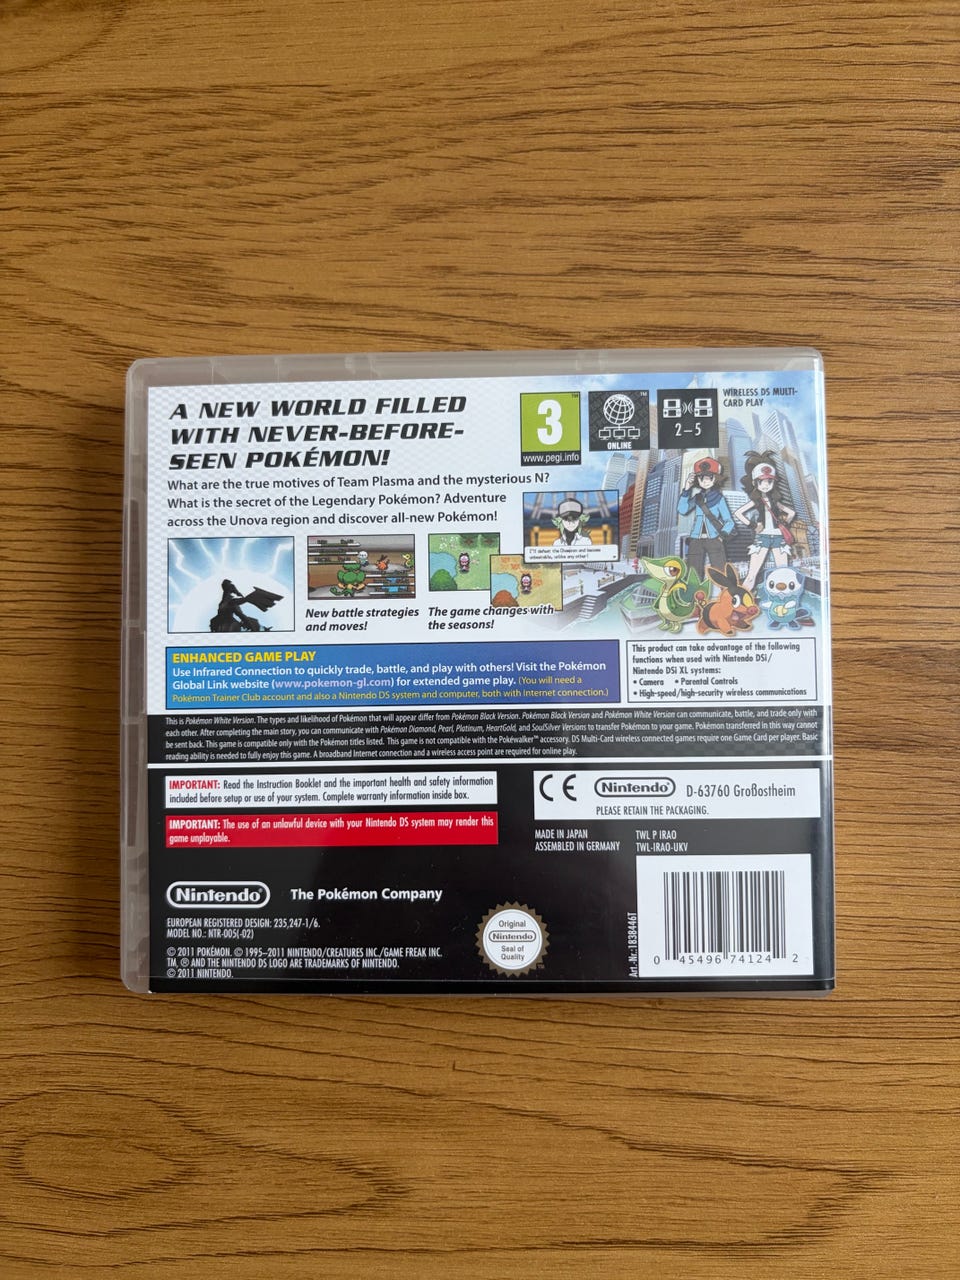 A NEW WORLD FILLED
WITH NEVER-BEFORE-
SEEN POKÉMON!
What are the true motives of Team Plasma and the mysterious N?
What is the secret of the Legendary Pokémon? Adventure
across the Unova region and discover all-new Pokémon!
3
™
www.pegi.info
™
ONLINE
2–5
WIRELESS DS MULTI-
CARD PLAY
I'll defeat the Champion and become
unbeatable, unlike any other!
New battle strategies
and moves!
The game changes with
the seasons!
ENHANCED GAME PLAY
Use Infrared Connection to quickly trade, battle, and play with others! Visit the Pokémon
Global Link website (www.pokemon-gl.com) for extended game play. (You will need a
Pokémon Trainer Club account and also a Nintendo DS system and computer, both with Internet connection.)
This product can take advantage of the following
functions when used with Nintendo DSi/
Nintendo DSi XL systems:
• Camera • Parental Controls
• High-speed/high-security wireless communications
This is Pokémon White Version. The types and likelihood of Pokémon that will appear differ from Pokémon Black Version. Pokémon Black Version and Pokémon White Version can communicate, battle, and trade only with
each other. After completing the main story, you can communicate with Pokémon Diamond, Pearl, Platinum, HeartGold, and SoulSilver Versions to transfer Pokémon to your game. Pokémon transferred in this way cannot
be sent back. This game is compatible only with the Pokémon titles listed. This game is not compatible with the Pokéwalker™ accessory. DS Multi-Card wireless connected games require one Game Card per player. Basic
reading ability is needed to fully enjoy this game. A broadband Internet connection and a wireless access point are required for online play.
IMPORTANT: Read the Instruction Booklet and the important health and safety information
included before setup or use of your system. Complete warranty information inside box.
IMPORTANT: The use of an unlawful device with your Nintendo DS system may render this
game unplayable.
CE Nintendo® D-63760 Großostheim
PLEASE RETAIN THE PACKAGING.
MADE IN JAPAN
ASSEMBLED IN GERMANY
TWL P IRAO
TWL-IRAO-UKV
Nintendo®
The Pokémon Company
EUROPEAN REGISTERED DESIGN: 235,247-1/6.
MODEL NO.: NTR-005(-02)
© 2011 POKÉMON. © 1995–2011 NINTENDO/CREATURES INC./GAME FREAK INC.
TM, ® AND THE NINTENDO DS LOGO ARE TRADEMARKS OF NINTENDO.
© 2011 NINTENDO.
Original
Nintendo
Seal of
Quality
™
Art.-Nr.: 1838446T
0 45496 74124 2